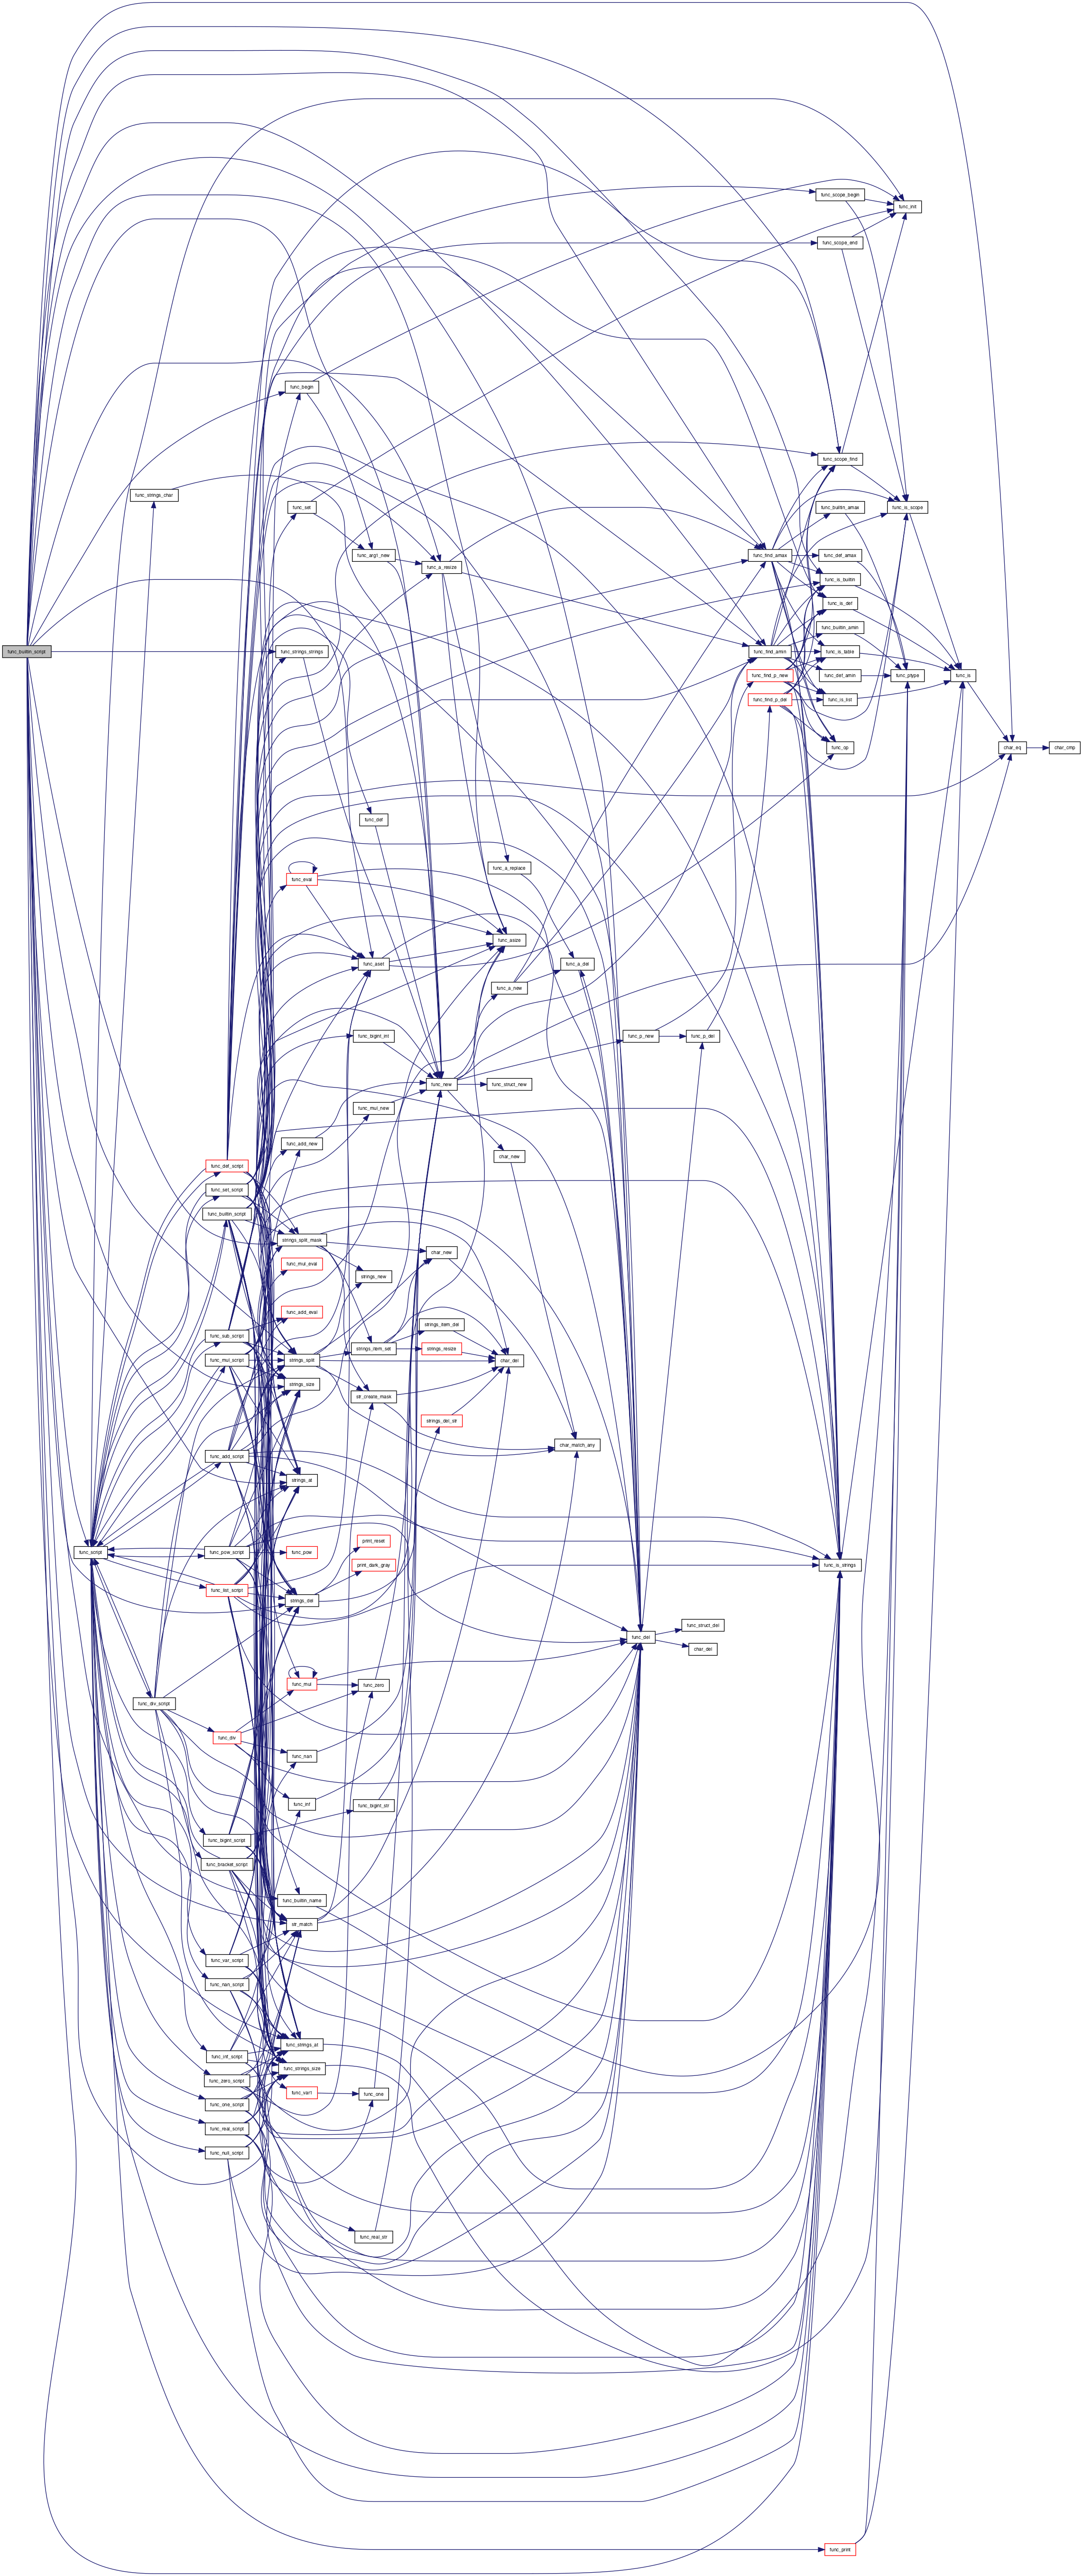 func_builtin_script
func_script
func_strings_char
func_div_script
func_def_script
func_set_script
func_builtin_script
func_sub_script
func_mul_script
func_add_script
func_pow_script
func_list_script
func_div
func_bigint_script
func_bracket_script
func_var_script
func_nan_script
func_int_script
func_zero_script
func_one_script
func_real_script
func_null_script
func_begin
func_set
func_strings_strings
func_eval
func_add_new
strings_split_mask
func_mul_eval
func_add_eval
strings_split
strings_size
strings_at
func_pow
strings_del
func_mul
func_nan
func_inf
func_builtin_name
str_match
func_strings_at
func_strings_size
func_var1
func_arg1_new
func_def
func_aset
func_bigint_int
func_mul_new
strings_new
strings_item_set
str_create_mask
print_reset
print_dark_gray
func_zero
func_bigint_str
func_one
func_real_str
func_a_resize
func_new
char_new
strings_item_del
strings_resize
strings_del_str
func_a_replace
func_asize
func_a_new
func_struct_new
char_new
char_del
func_a_del
char_match_any
func_p_new
func_del
func_p_del
func_struct_del
char_del
func_find_amax
func_find_amin
func_find_p_new
func_find_p_del
func_scope_begin
func_scope_end
func_scope_find
func_builtin_amax
func_def_amax
func_is_builtin
func_is_def
func_builtin_amin
func_is_table
func_def_amin
func_is_list
func_op
func_is_strings
func_print
func_init
func_is_scope
func_ptype
func_is
char_eq
char_cmp